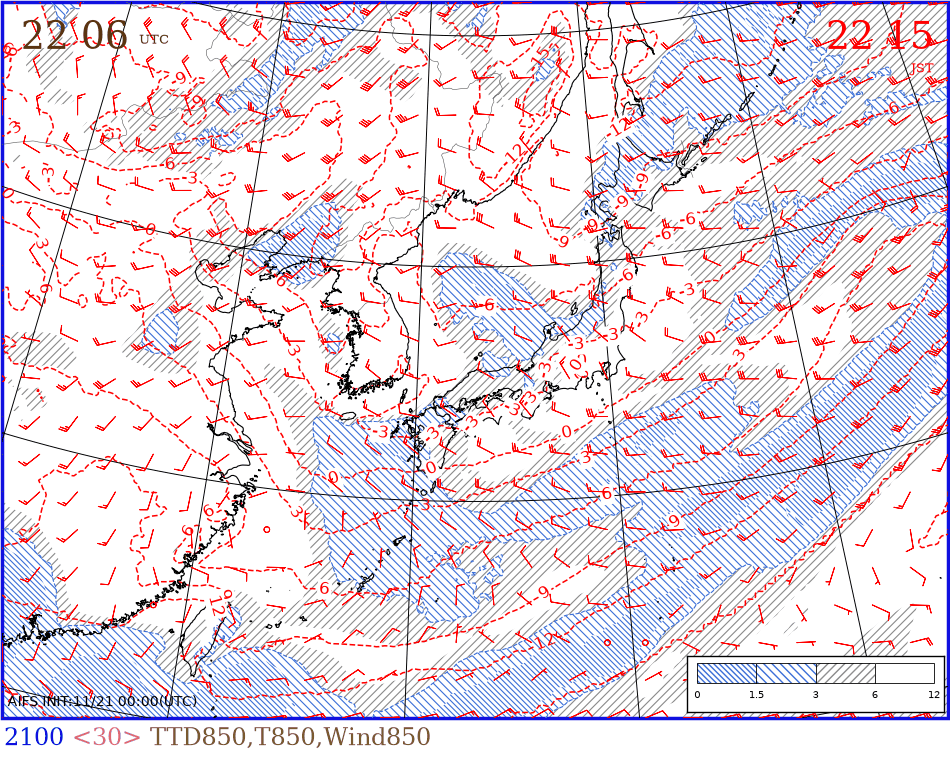 22 06 UTC
22 15
JST
0 1.5 3 6 12
AIFS INIT:11/21 00:00(UTC)
2100 <30> TTD850,T850,Wind850